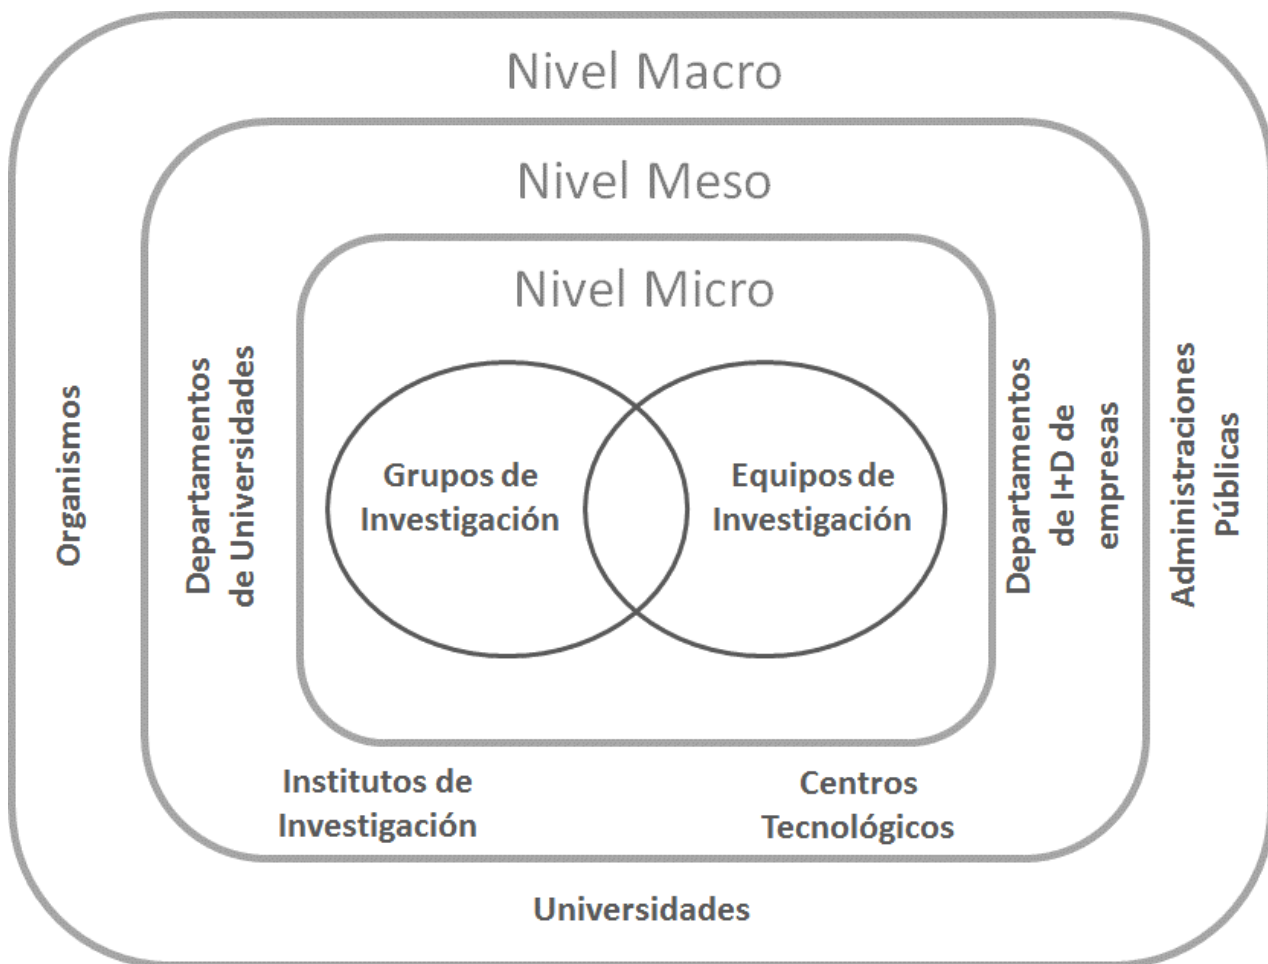 Nivel Macro
Nivel Meso
Nivel Micro
Organismos
Departamentos
de Universidades
Grupos de
Investigación
Equipos de
Investigación
Departamentos
de I+D de
empresas
Administraciones
Públicas
Institutos de
Investigación
Centros
Tecnológicos
Universidades